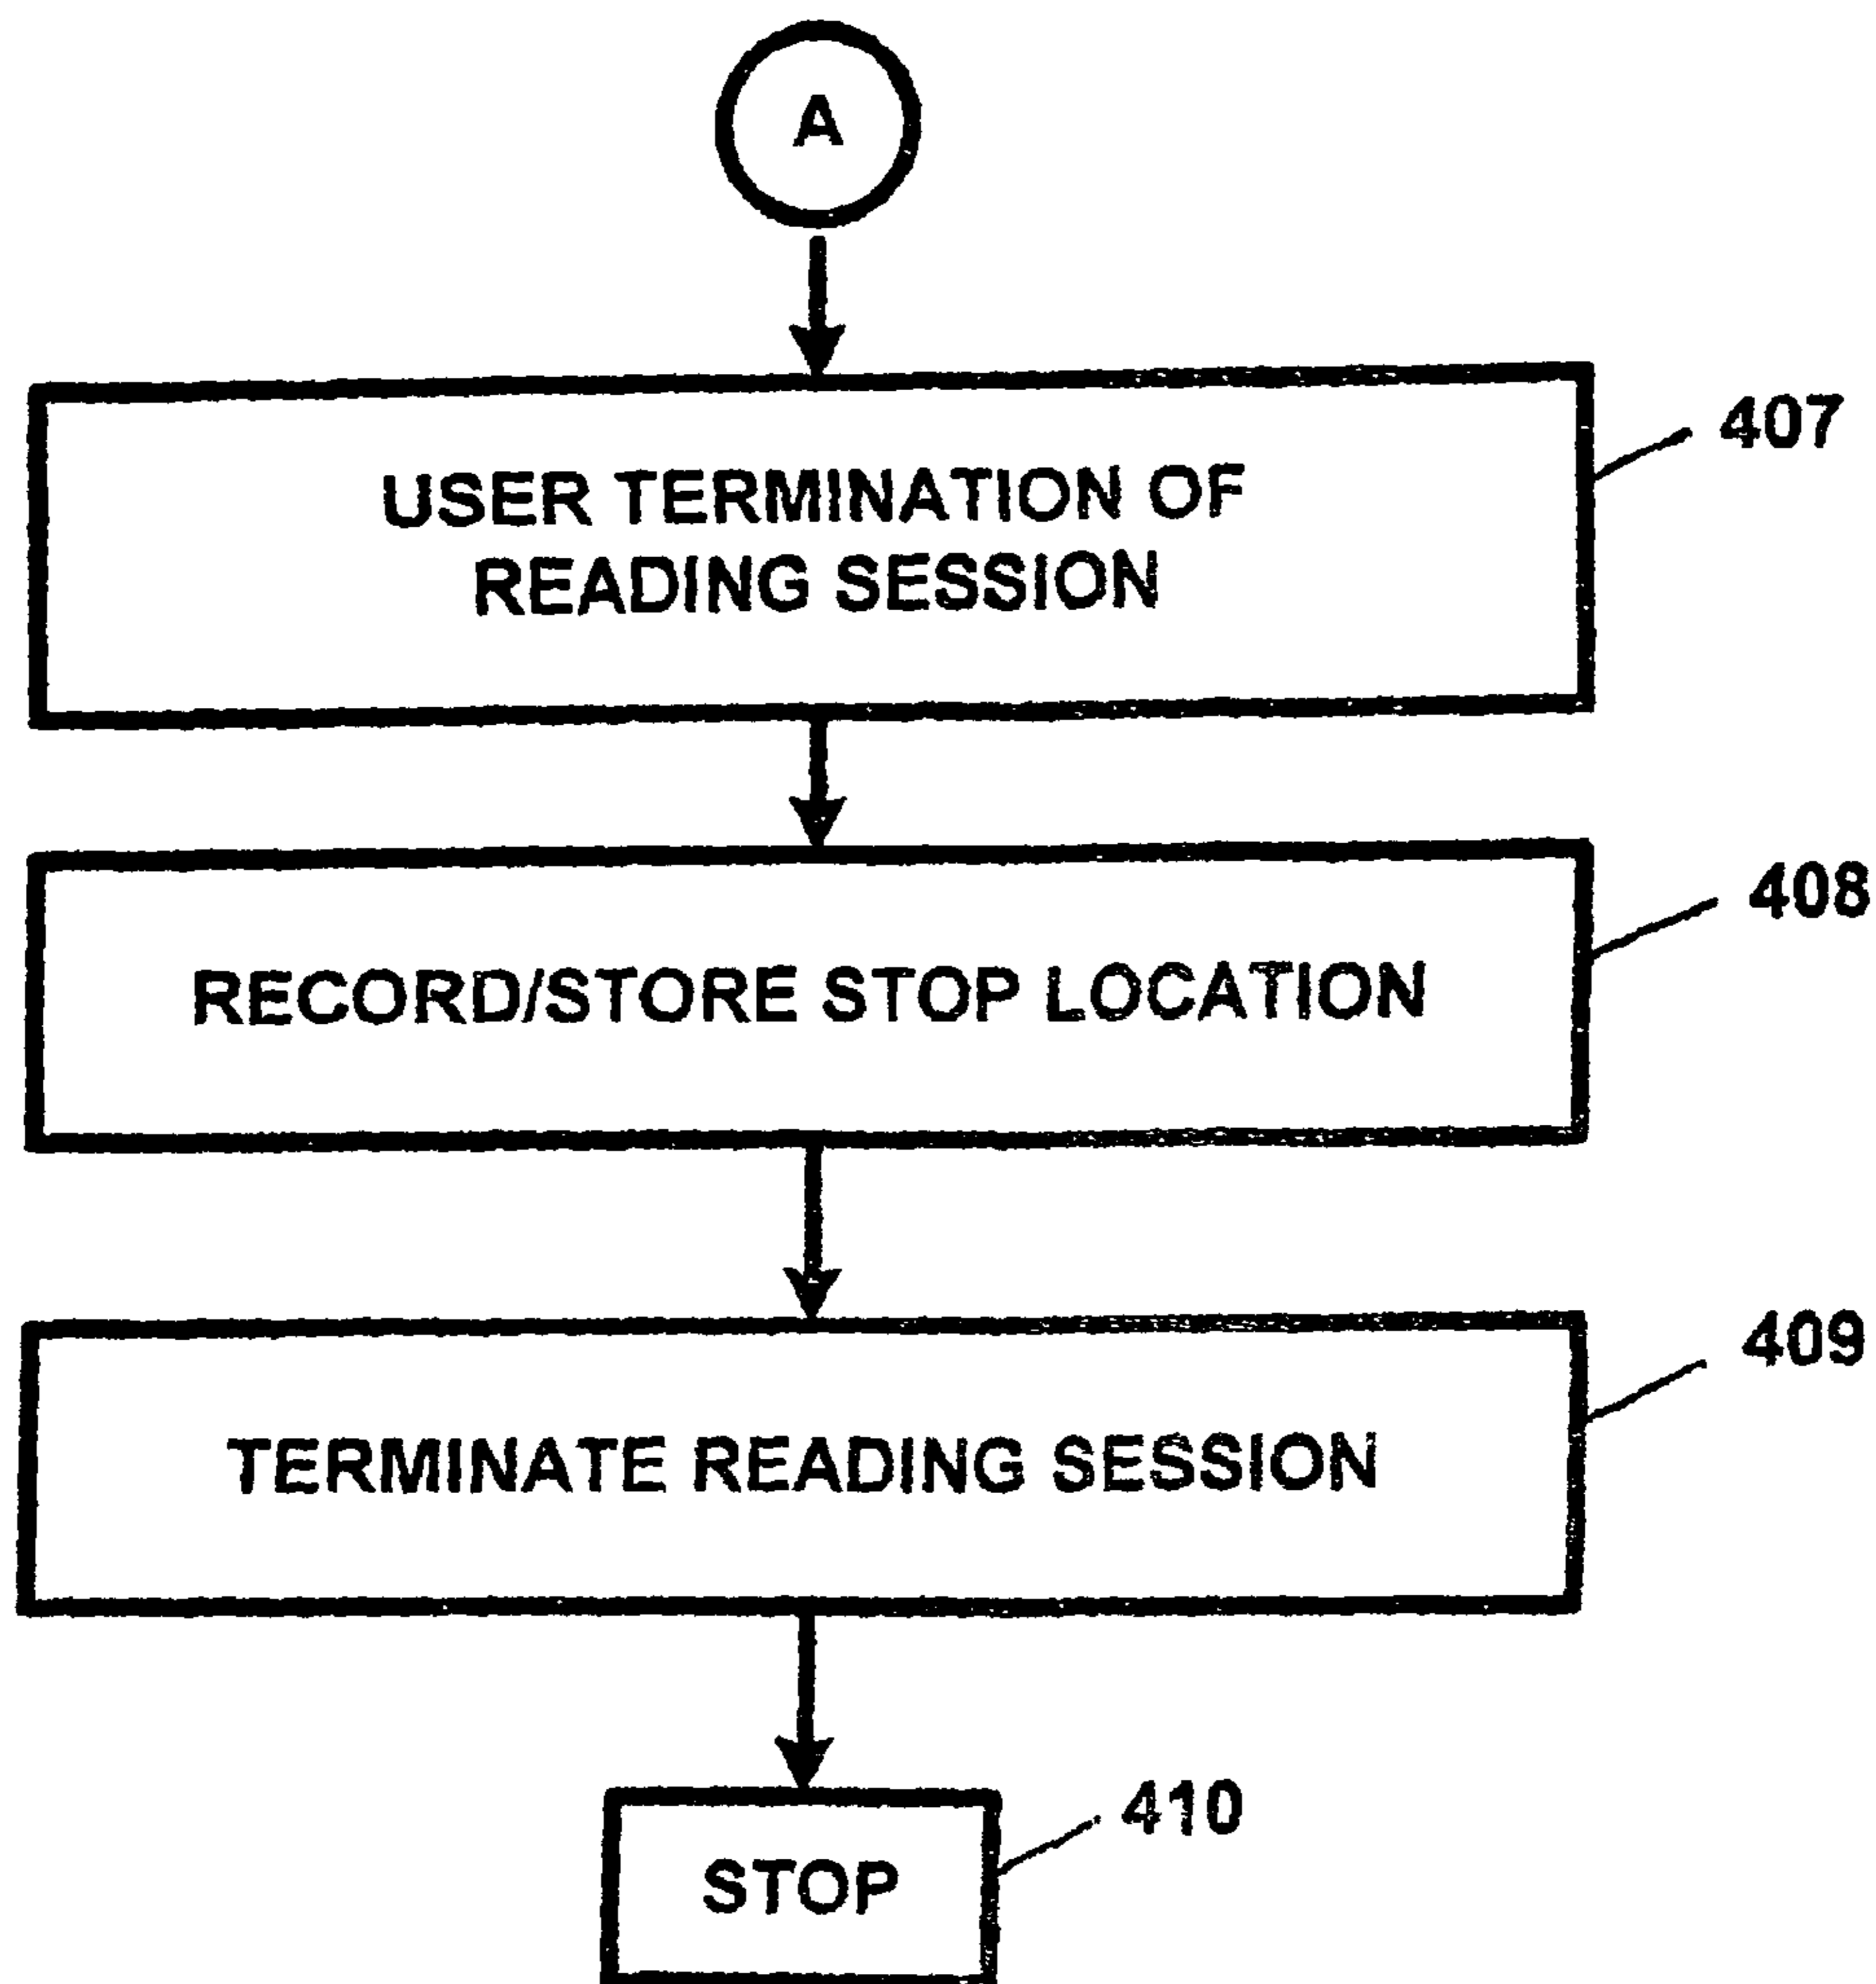 A
USER TERMINATION OF
READING SESSION
407
RECORD/STORE STOP LOCATION
408
TERMINATE READING SESSION
409
STOP
410